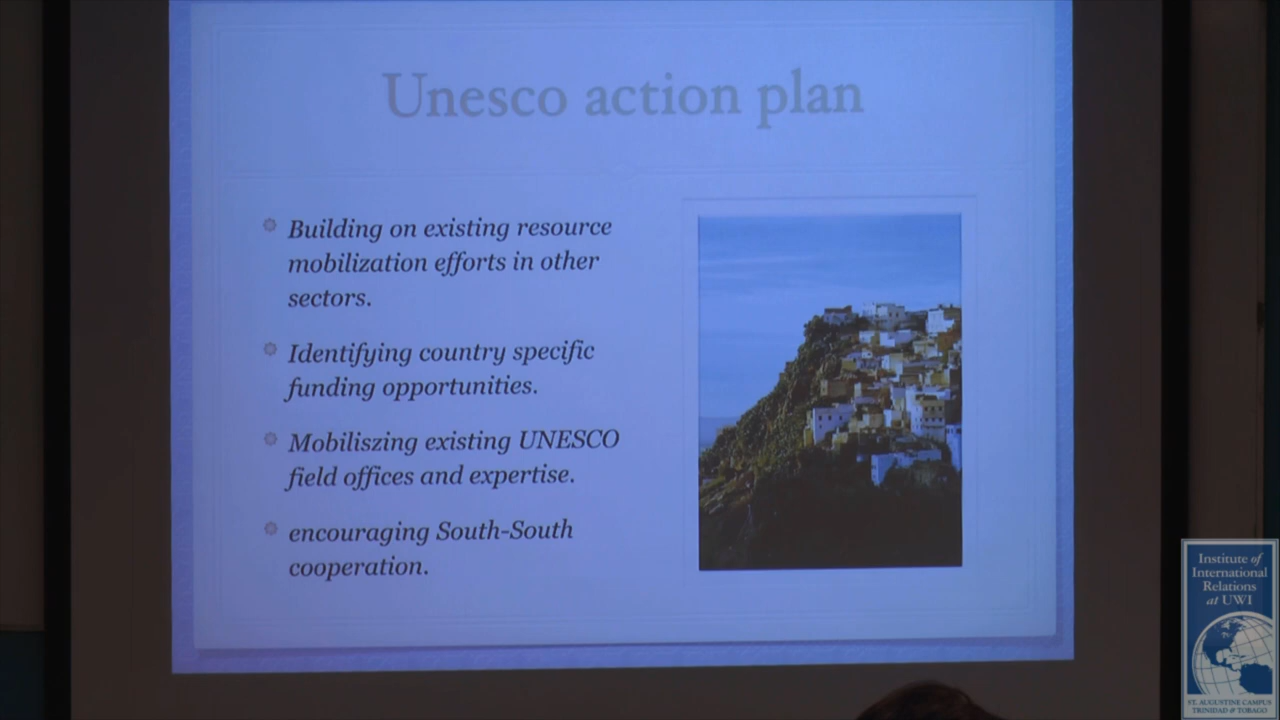 Unesco action plan
Building on existing resource
mobilization efforts in other
sectors.
Identifying country specific
funding opportunities.
Mobiliszing existing UNESCO
field offices and expertise.
encouraging South-South
cooperation.
Institute of
International
Relations
at UWI
ST. AUGUSTINE CAMPUS
TRINIDAD & TOBAGO